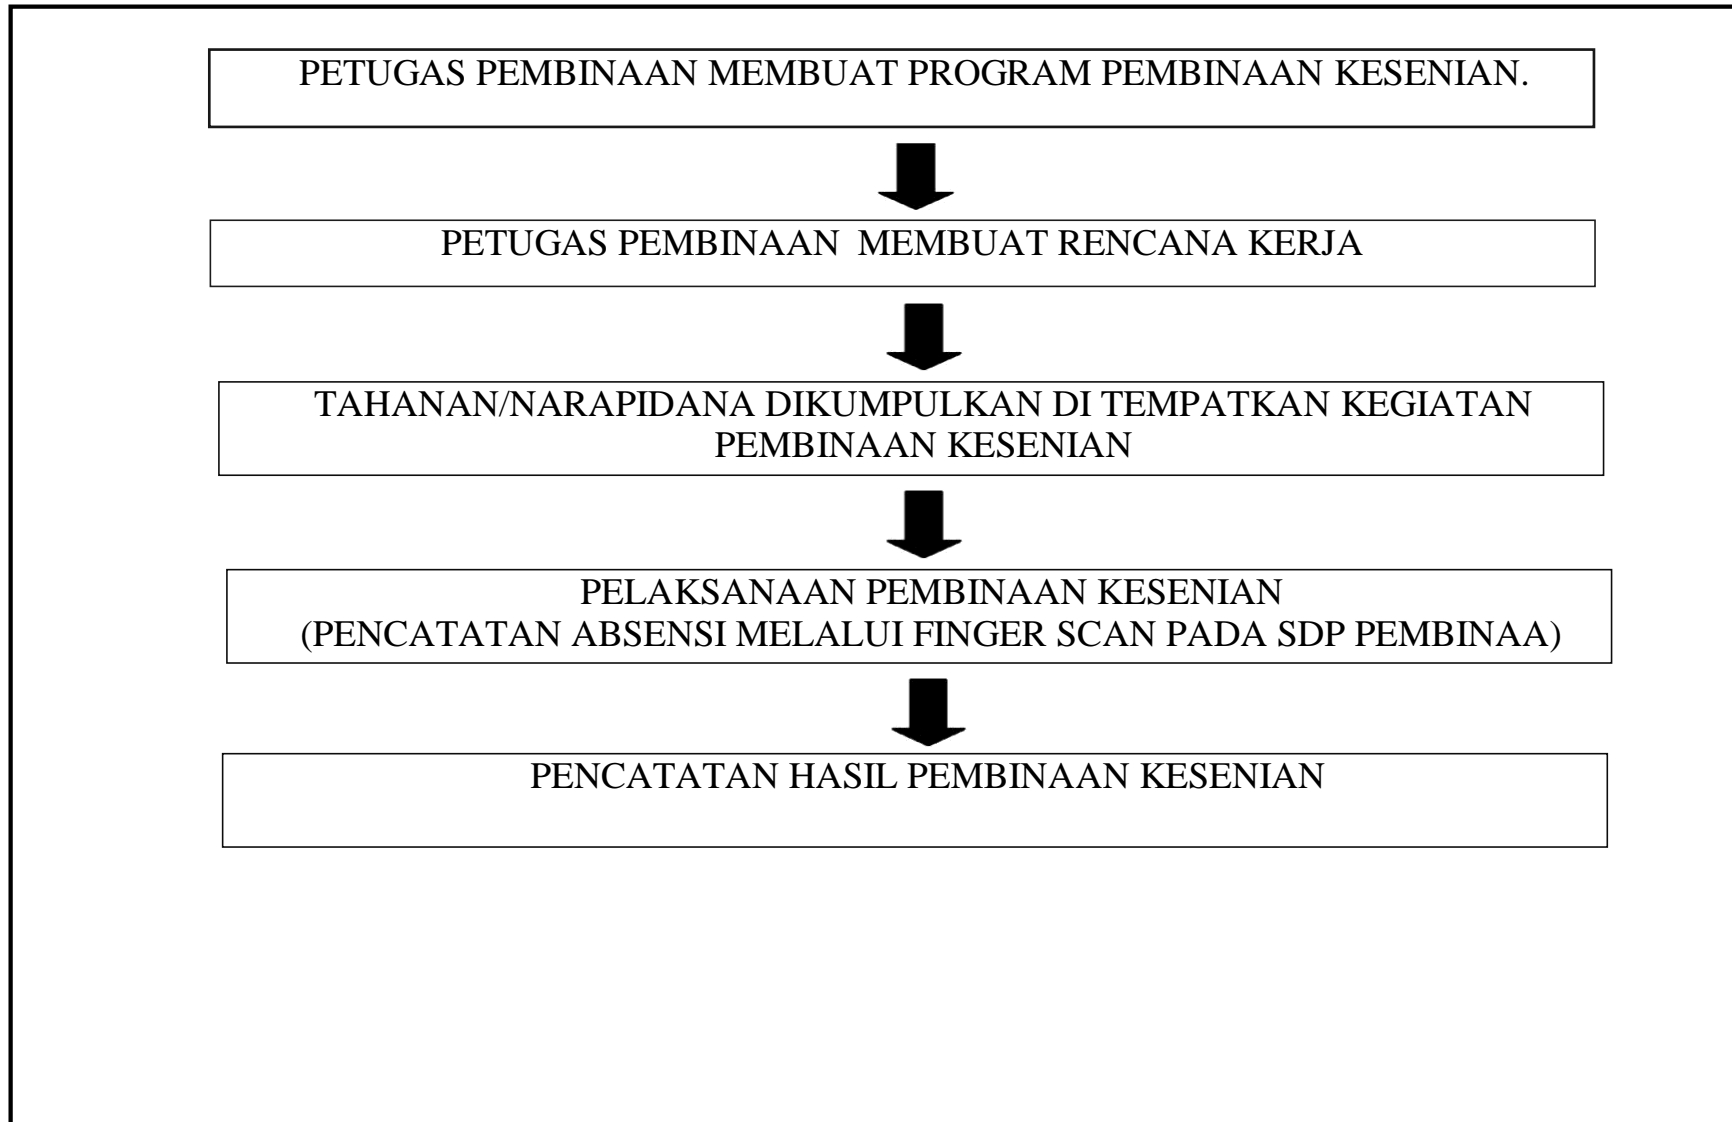 PETUGAS PEMBINAAN MEMBUAT PROGRAM PEMBINAAN KESENIAN.
PETUGAS PEMBINAAN  MEMBUAT RENCANA KERJA
TAHANAN/NARAPIDANA DIKUMPULKAN DI TEMPATKAN KEGIATAN
PEMBINAAN KESENIAN
PELAKSANAAN PEMBINAAN KESENIAN
(PENCATATAN ABSENSI MELALUI FINGER SCAN PADA SDP PEMBINAA)
PENCATATAN HASIL PEMBINAAN KESENIAN